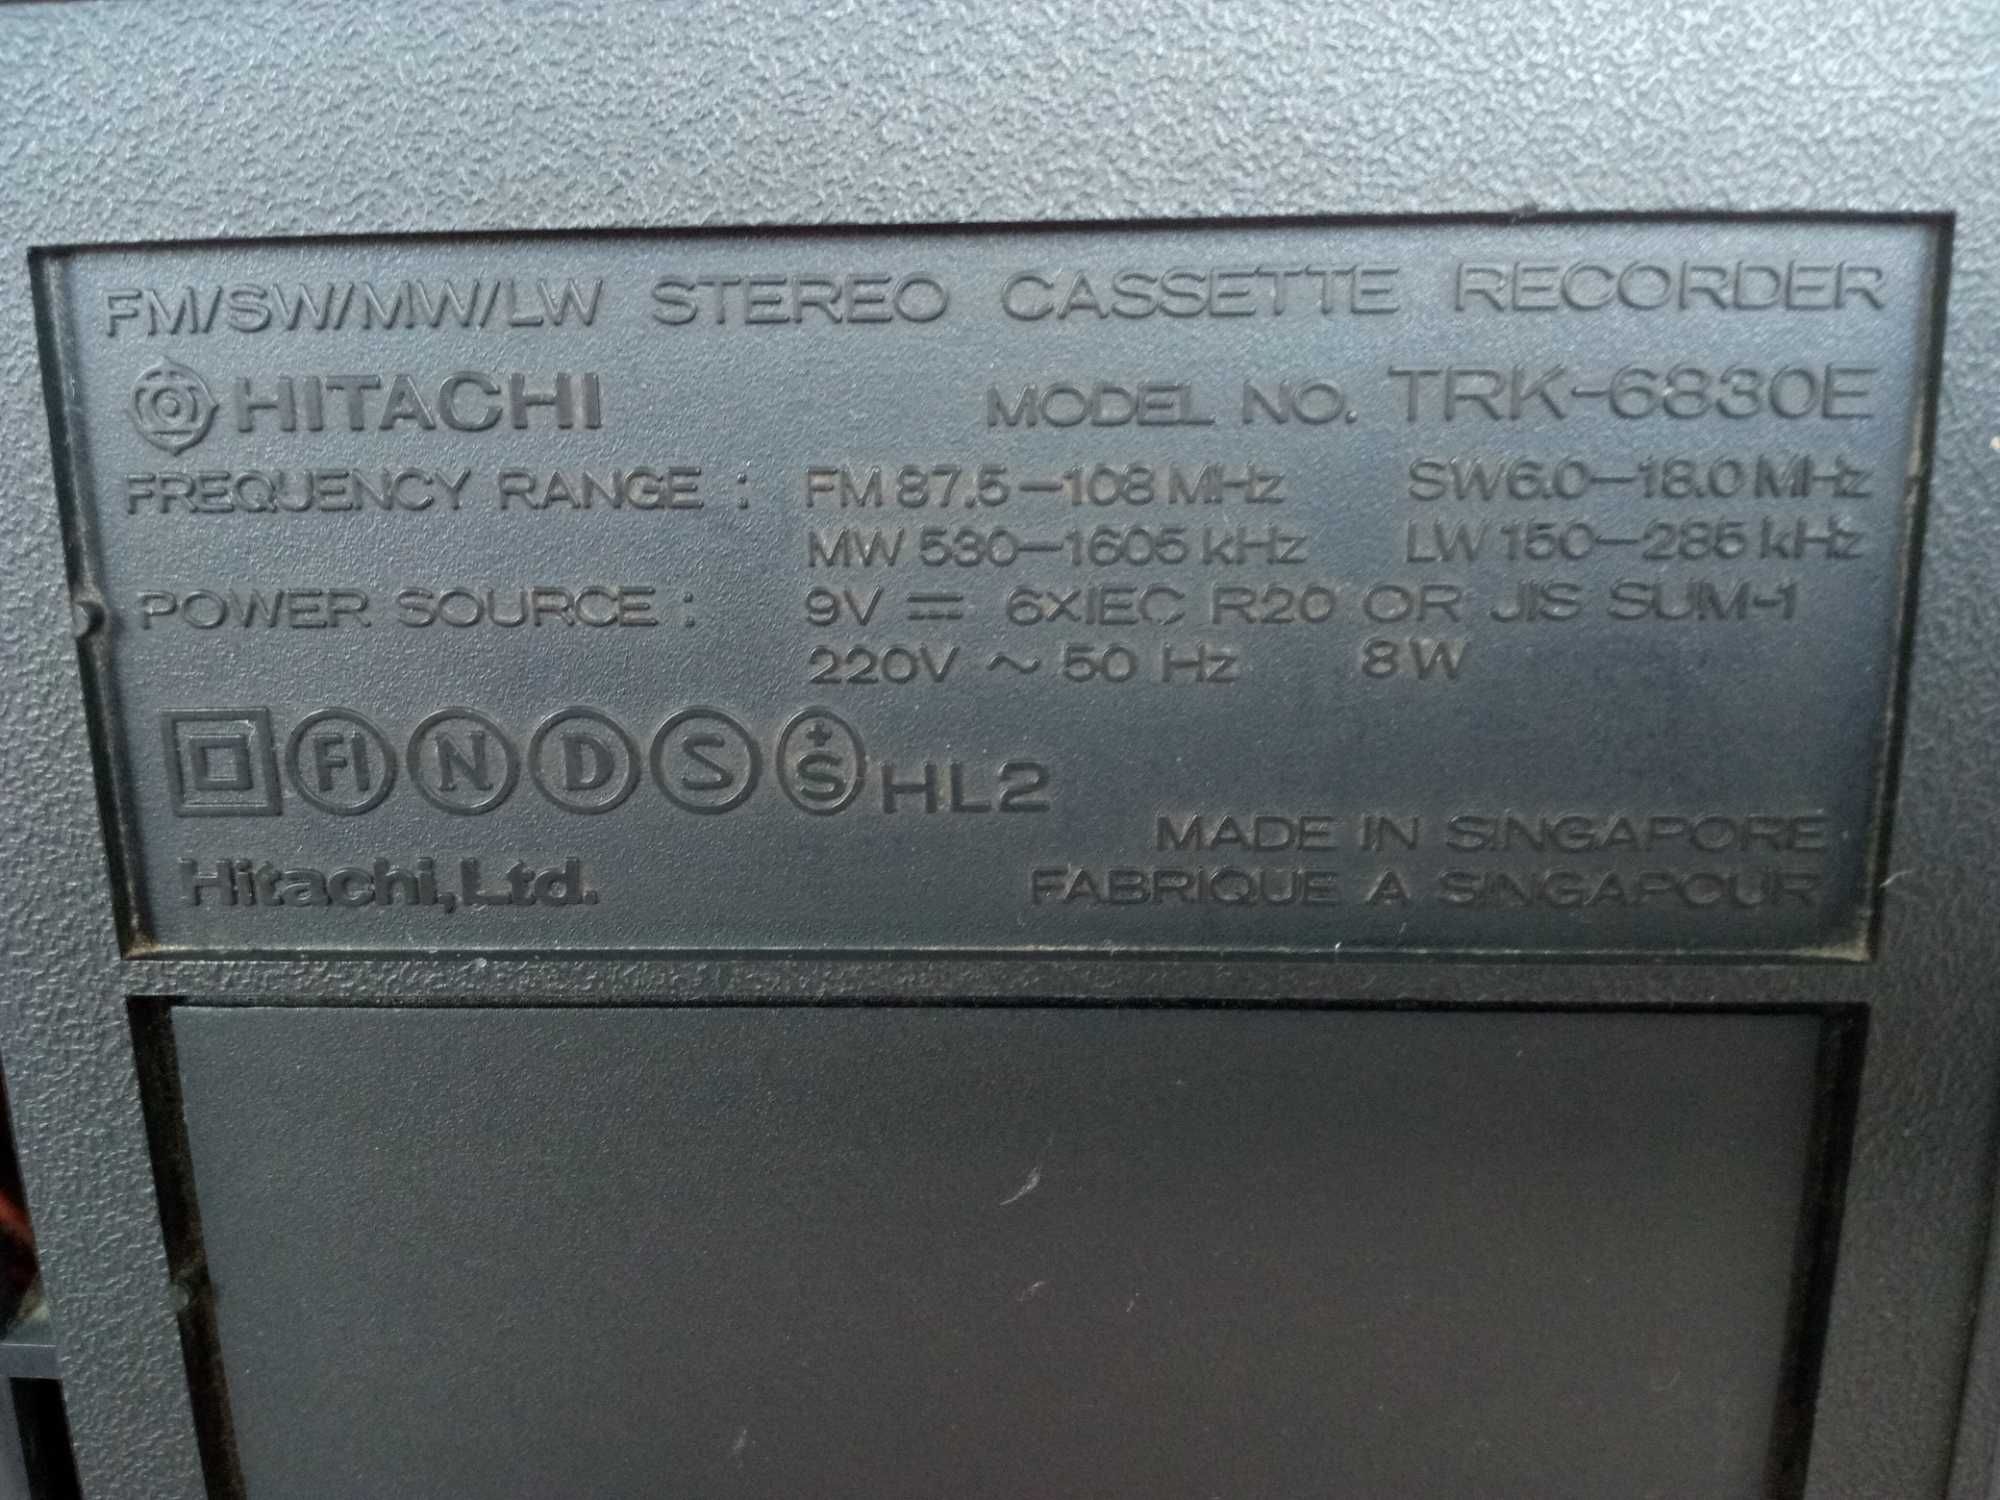 FM/SW/MW/LW STEREO CASSETTE RECORDER
HITACHI MODEL NO. TRK-6830E
FREQUENCY RANGE : FM 87.5-108 MHz SW 6.0-18.0 MHz
MW 530-1605 kHz LW 150-285 kHz
POWER SOURCE : 9V ⎓ 6XIEC R20 OR JIS SUM-1
220V ~ 50 Hz 8W
FI N D S +S HL2
MADE IN SINGAPORE
Hitachi, Ltd. FABRIQUE A SINGAPOUR